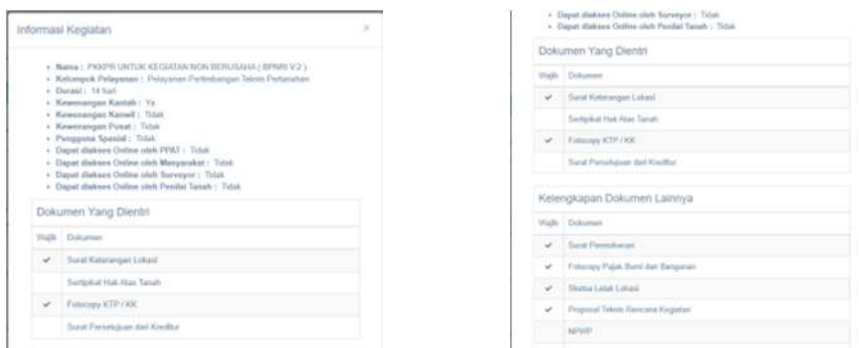 Informasi Kegiatan
×
Nama : PKKPR UNTUK KEGIATAN NON BERUSAHA ( BPNRI V.2 )
Kelompok Pelayanan : Pelayanan Pertimbangan Teknis Pertanahan
Durasi : 14 hari
Kewenangan Kantah : Ya
Kewenangan Kanwil : Tidak
Kewenangan Pusat : Tidak
Pengguna Spasial : Tidak
Dapat diakses Online oleh PPAT : Tidak
Dapat diakses Online oleh Masyarakat : Tidak
Dapat diakses Online oleh Surveyor : Tidak
Dapat diakses Online oleh Penilai Tanah : Tidak
Dokumen Yang Dientri
Wajib Dokumen
✓ Surat Keterangan Lokasi
Sertipikat Hak Atas Tanah
✓ Fotocopy KTP / KK
Surat Persetujuan dari Kreditur
Dapat diakses Online oleh Surveyor : Tidak
Dapat diakses Online oleh Penilai Tanah : Tidak
Dokumen Yang Dientri
Wajib Dokumen
✓ Surat Keterangan Lokasi
Sertipikat Hak Atas Tanah
✓ Fotocopy KTP / KK
Surat Persetujuan dari Kreditur
Kelengkapan Dokumen Lainnya
Wajib Dokumen
✓ Surat Permohonan
✓ Fotocopy Pajak Bumi dan Bangunan
✓ Sketsa Letak Lokasi
✓ Proposal Teknis Rencana Kegiatan
NPWP